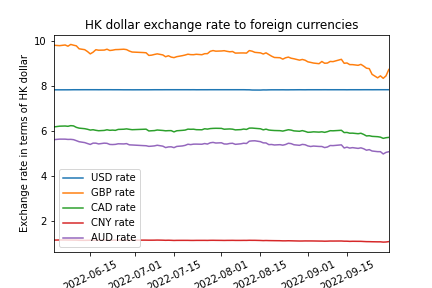 HK dollar exchange rate to foreign currencies
Exchange rate in terms of HK dollar
10
8
6
4
2
USD rate
GBP rate
CAD rate
CNY rate
AUD rate
2022-06-15
2022-07-01
2022-07-15
2022-08-01
2022-08-15
2022-09-01
2022-09-15